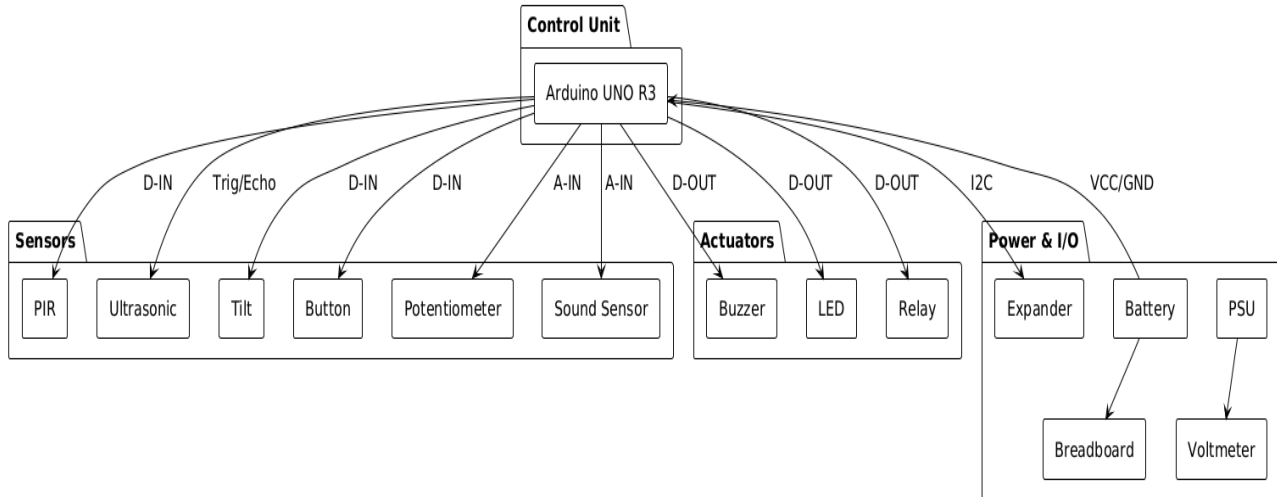 Control Unit
Arduino UNO R3
D-IN
Trig/Echo
D-IN
D-IN
A-IN
A-IN
D-OUT
D-OUT
D-OUT
I2C
VCC/GND
Sensors
Actuators
Power & I/O
PIR
Ultrasonic
Tilt
Button
Potentiometer
Sound Sensor
Buzzer
LED
Relay
Expander
Battery
PSU
Breadboard
Voltmeter